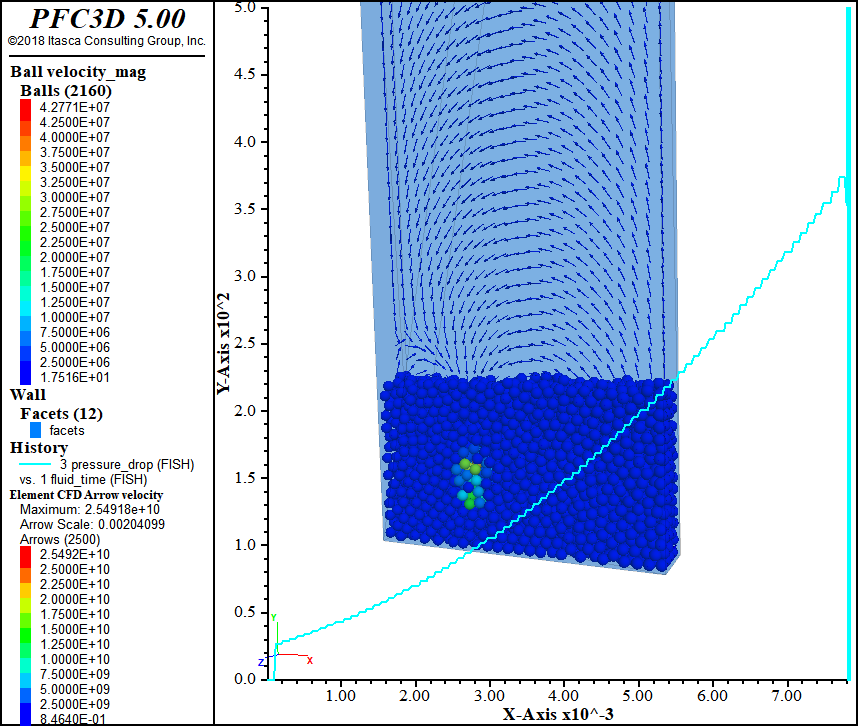 PFC3D 5.00
©2018 Itasca Consulting Group, Inc.
Ball velocity_mag
Balls (2160)
4.2771E+07
4.2500E+07
4.0000E+07
3.7500E+07
3.5000E+07
3.2500E+07
3.0000E+07
2.7500E+07
2.5000E+07
2.2500E+07
2.0000E+07
1.7500E+07
1.5000E+07
1.2500E+07
1.0000E+07
7.5000E+06
5.0000E+06
2.5000E+06
1.7516E+01
Wall
Facets (12)
facets
History
3 pressure_drop (FISH)
vs. 1 fluid_time (FISH)
Element CFD Arrow velocity
Maximum: 2.54918e+10
Arrow Scale: 0.00204099
Arrows (2500)
2.5492E+10
2.5000E+10
2.2500E+10
2.0000E+10
1.7500E+10
1.5000E+10
1.2500E+10
1.0000E+10
7.5000E+09
5.0000E+09
2.5000E+09
8.4640E-01
5.0
4.5
4.0
3.5
3.0
2.5
2.0
1.5
1.0
0.5
0.0
Y-Axis x10^2
Y
Z
X
1.00 2.00 3.00 4.00 5.00 6.00 7.00
X-Axis x10^-3